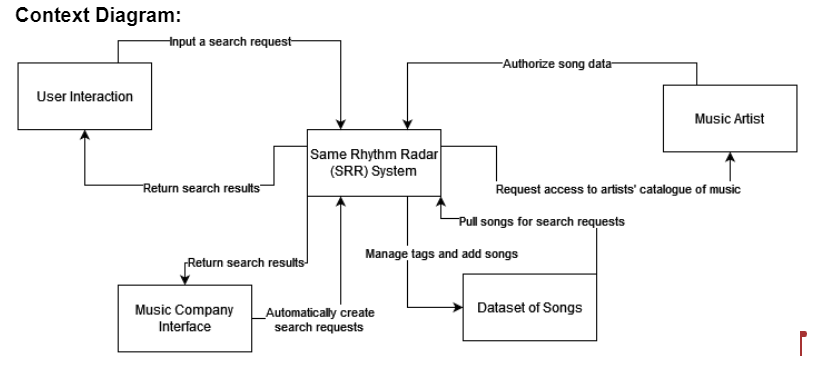 Context Diagram:
Input a search request
Authorize song data
User Interaction
Music Artist
Same Rhythm Radar
(SRR) System
Return search results
Request access to artists' catalogue of music
Pull songs for search requests
Manage tags and add songs
Return search results
Music Company
Interface
Automatically create
search requests
Dataset of Songs